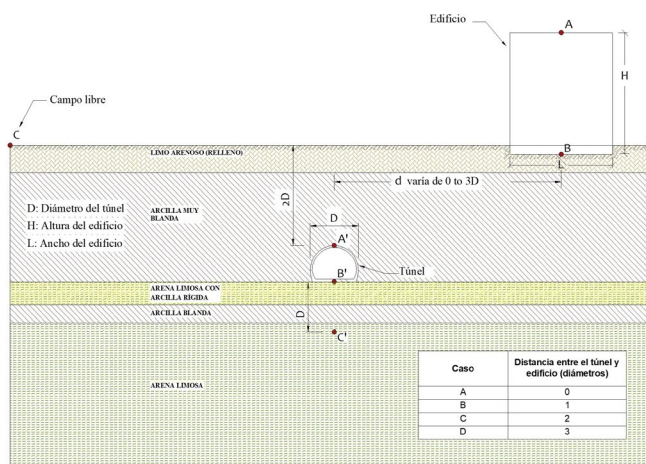 Edificio
A
H
Campo libre
C
B
L
LIMO ARENOSO (RELLENO)
d varía de 0 to 3D
2D
D: Diámetro del túnel
H: Altura del edificio
L: Ancho del edificio
ARCILLA MUY
BLANDA
D
A'
Túnel
B'
ARENA LIMOSA CON
ARCILLA RÍGIDA
D
ARCILLA BLANDA
C'
ARENA LIMOSA
Caso Distancia entre el túnel y
edificio (diámetros)
A 0
B 1
C 2
D 3